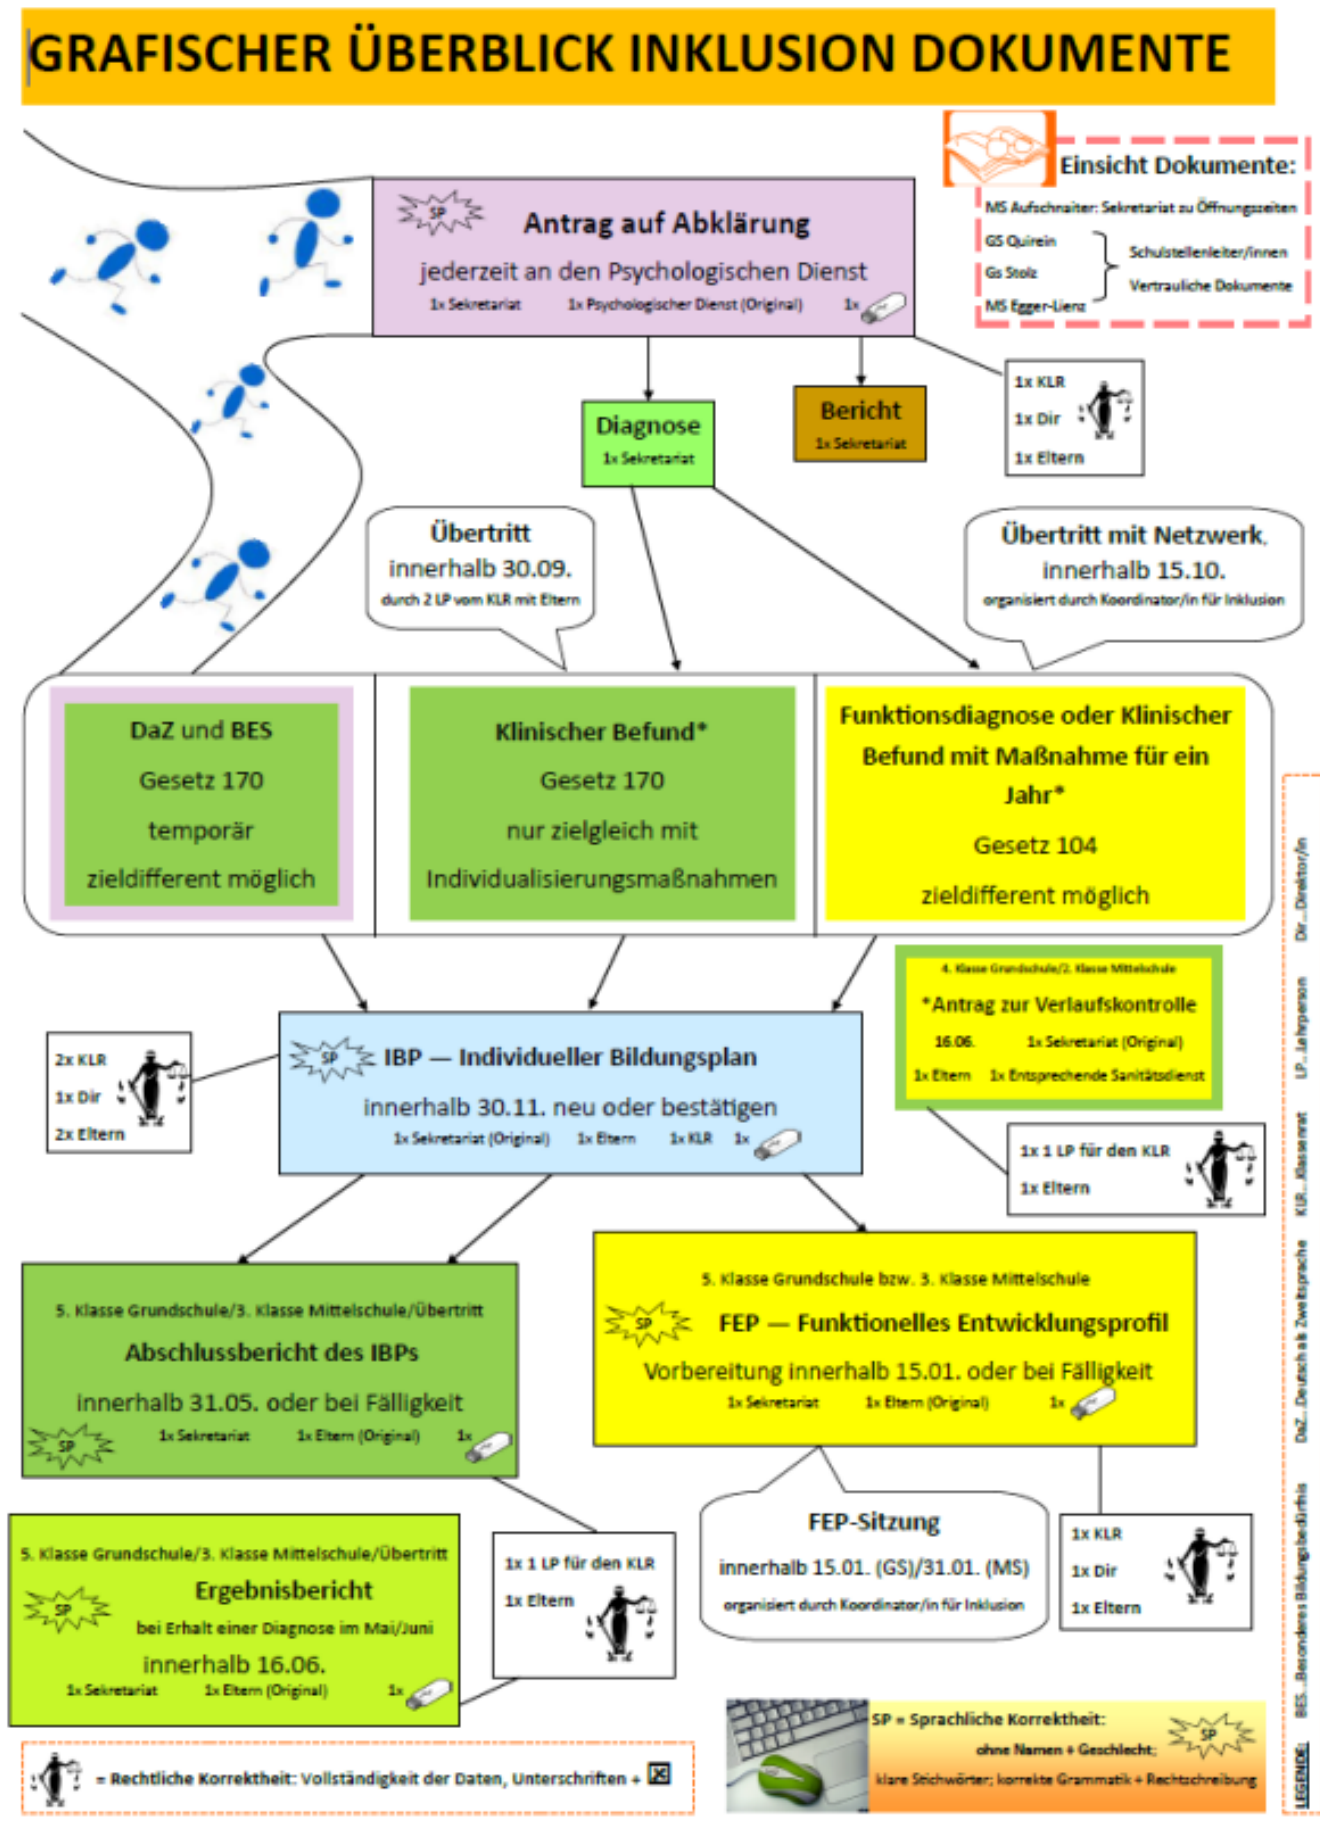 GRAFISCHER ÜBERBLICK INKLUSION DOKUMENTE
Einsicht Dokumente:
MS Aufschnaiter: Sekretariat zu Öffnungszeiten
GS Quirein
Gs Stolz
MS Egger-Lienz
Schulstellenleiter/innen
Vertrauliche Dokumente
SP
Antrag auf Abklärung
jederzeit an den Psychologischen Dienst
1x Sekretariat 1x Psychologischer Dienst (Original) 1x
1x KLR
1x Dir
1x Eltern
Diagnose
1x Sekretariat
Bericht
1x Sekretariat
Übertritt
innerhalb 30.09.
durch 2 LP vom KLR mit Eltern
Übertritt mit Netzwerk,
innerhalb 15.10.
organisiert durch Koordinator/in für Inklusion
DaZ und BES
Gesetz 170
temporär
zieldifferent möglich
Klinischer Befund*
Gesetz 170
nur zielgleich mit
Individualisierungsmaßnahmen
Funktionsdiagnose oder Klinischer
Befund mit Maßnahme für ein
Jahr*
Gesetz 104
zieldifferent möglich
4. Klasse Grundschule/2. Klasse Mittelschule
*Antrag zur Verlaufskontrolle
16.06. 1x Sekretariat (Original)
1x Eltern 1x Entsprechende Sanitätsdienst
1x 1 LP für den KLR
1x Eltern
2x KLR
1x Dir
2x Eltern
SP
IBP — Individueller Bildungsplan
innerhalb 30.11. neu oder bestätigen
1x Sekretariat (Original) 1x Eltern 1x KLR 1x
5. Klasse Grundschule/3. Klasse Mittelschule/Übertritt
Abschlussbericht des IBPs
innerhalb 31.05. oder bei Fälligkeit
SP
1x Sekretariat 1x Eltern (Original) 1x
5. Klasse Grundschule bzw. 3. Klasse Mittelschule
SP
FEP — Funktionelles Entwicklungsprofil
Vorbereitung innerhalb 15.01. oder bei Fälligkeit
1x Sekretariat 1x Eltern (Original) 1x
FEP-Sitzung
innerhalb 15.01. (GS)/31.01. (MS)
organisiert durch Koordinator/in für Inklusion
1x KLR
1x Dir
1x Eltern
5. Klasse Grundschule/3. Klasse Mittelschule/Übertritt
SP
Ergebnisbericht
bei Erhalt einer Diagnose im Mai/Juni
innerhalb 16.06.
1x Sekretariat 1x Eltern (Original) 1x
1x 1 LP für den KLR
1x Eltern
= Rechtliche Korrektheit: Vollständigkeit der Daten, Unterschriften +
SP = Sprachliche Korrektheit:
ohne Namen + Geschlecht;
klare Stichwörter; korrekte Grammatik + Rechtschreibung
SP
LEGENDE: BES...Besonderes Bildungsbedürfnis DaZ...Deutsch als Zweitsprache KLR...Klassenrat LP...Lehrperson Dir...Direktor/in